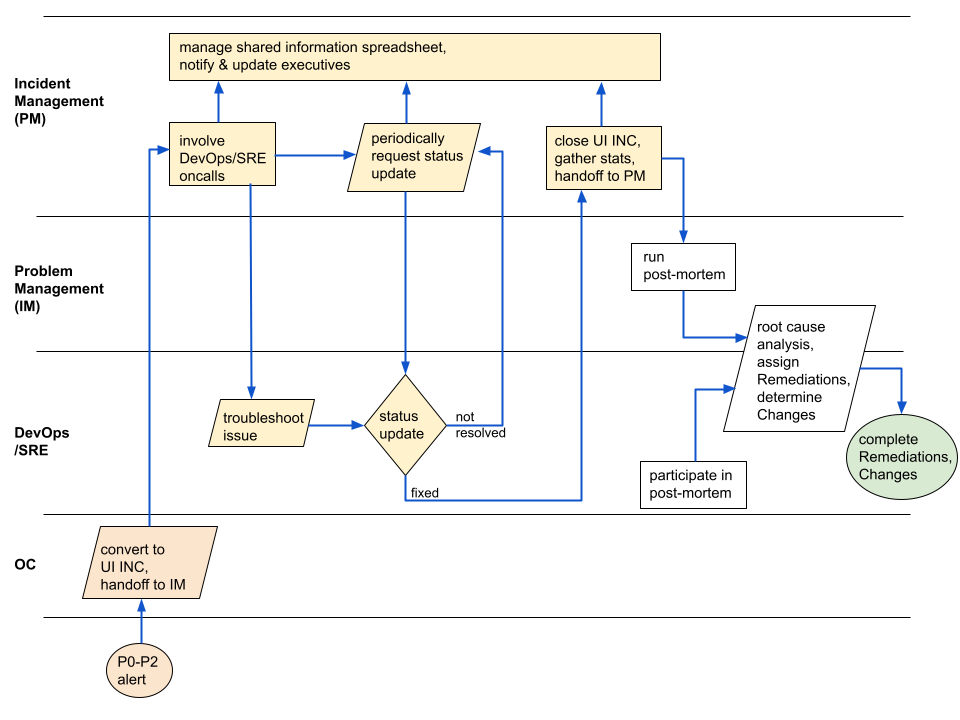 manage shared information spreadsheet,
notify & update executives
Incident
Management
(PM)
involve
DevOps/SRE
oncalls
periodically
request status
update
close UI INC,
gather stats,
handoff to PM
Problem
Management
(IM)
run
post-mortem
root cause
analysis,
assign
Remediations,
determine
Changes
DevOps
/SRE
troubleshoot
issue
status
update
not
resolved
fixed
participate in
post-mortem
complete
Remediations,
Changes
OC
convert to
UI INC,
handoff to IM
P0-P2
alert